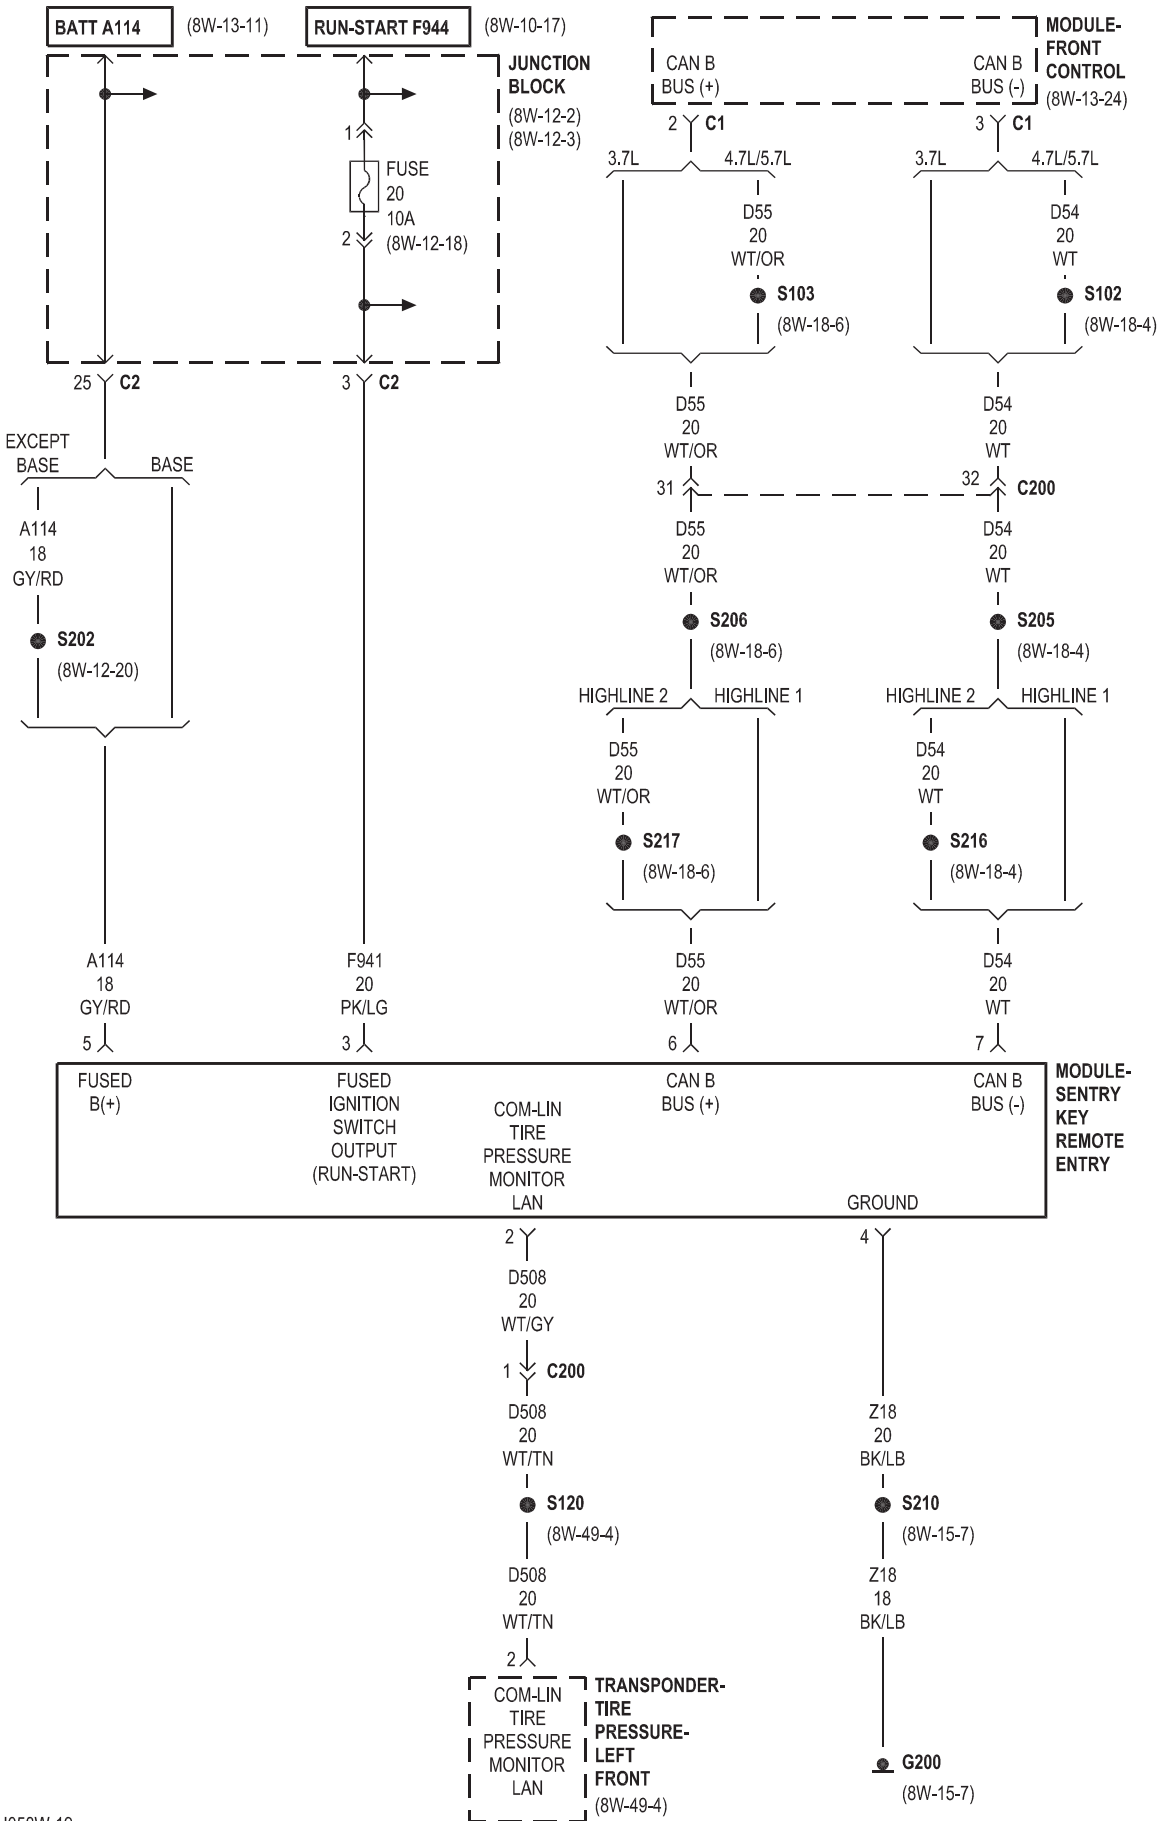 BATT A114
(8W-13-11)
RUN-START F944
(8W-10-17)
JUNCTION
BLOCK
(8W-12-2)
(8W-12-3)
1
FUSE
20
10A
(8W-12-18)
2
25
C2
3
C2
EXCEPT
BASE
BASE
A114
18
GY/RD
S202
(8W-12-20)
A114
18
GY/RD
5
F941
20
PK/LG
3
MODULE-
FRONT
CONTROL
(8W-13-24)
CAN B
BUS (+)
CAN B
BUS (-)
2
C1
3
C1
3.7L
4.7L/5.7L
D55
20
WT/OR
S103
(8W-18-6)
3.7L
4.7L/5.7L
D54
20
WT
S102
(8W-18-4)
D55
20
WT/OR
D54
20
WT
31
32
C200
D55
20
WT/OR
D54
20
WT
S206
(8W-18-6)
S205
(8W-18-4)
HIGHLINE 2
HIGHLINE 1
D55
20
WT/OR
S217
(8W-18-6)
HIGHLINE 2
HIGHLINE 1
D54
20
WT
S216
(8W-18-4)
D55
20
WT/OR
6
D54
20
WT
7
FUSED
B(+)
FUSED
IGNITION
SWITCH
OUTPUT
(RUN-START)
COM-LIN
TIRE
PRESSURE
MONITOR
LAN
CAN B
BUS (+)
CAN B
BUS (-)
GROUND
MODULE-
SENTRY
KEY
REMOTE
ENTRY
2
D508
20
WT/GY
1
C200
D508
20
WT/TN
S120
(8W-49-4)
D508
20
WT/TN
2
COM-LIN
TIRE
PRESSURE
MONITOR
LAN
TRANSPONDER-
TIRE
PRESSURE-
LEFT
FRONT
(8W-49-4)
4
Z18
20
BK/LB
S210
(8W-15-7)
Z18
18
BK/LB
G200
(8W-15-7)